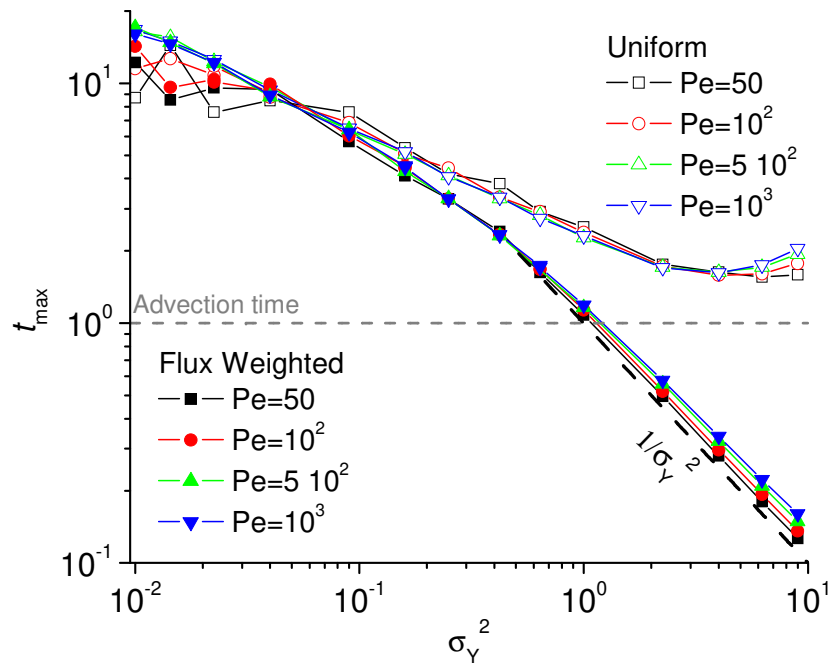 10¹
10⁰
10⁻¹
t_max
Uniform
Pe=50
Pe=10²
Pe=5 10²
Pe=10³
Advection time
Flux Weighted
Pe=50
Pe=10²
Pe=5 10²
Pe=10³
1/σ_Y²
10⁻²
10⁻¹
10⁰
10¹
σ_Y²